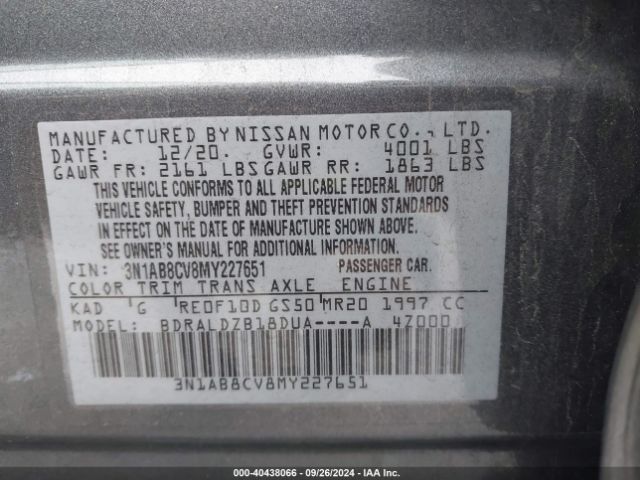 MANUFACTURED BY NISSAN MOTOR CO., LTD.
DATE: 12/20. GVWR: 4001 LBS
GAWR FR: 2161 LBS GAWR RR: 1863 LBS
THIS VEHICLE CONFORMS TO ALL APPLICABLE FEDERAL MOTOR
VEHICLE SAFETY, BUMPER AND THEFT PREVENTION STANDARDS
IN EFFECT ON THE DATE OF MANUFACTURE SHOWN ABOVE.
SEE OWNER'S MANUAL FOR ADDITIONAL INFORMATION.
VIN: 3N1AB8CV8MY227651 PASSENGER CAR.
COLOR TRIM TRANS AXLE ENGINE
KAD G RE0F10D GS50 MR20 1997 CC
MDR: BDRALDZB18DUA----A 4Z000
3N1AB8CV8MY227651
000-40438066 - 09/26/2024 - IAA Inc.